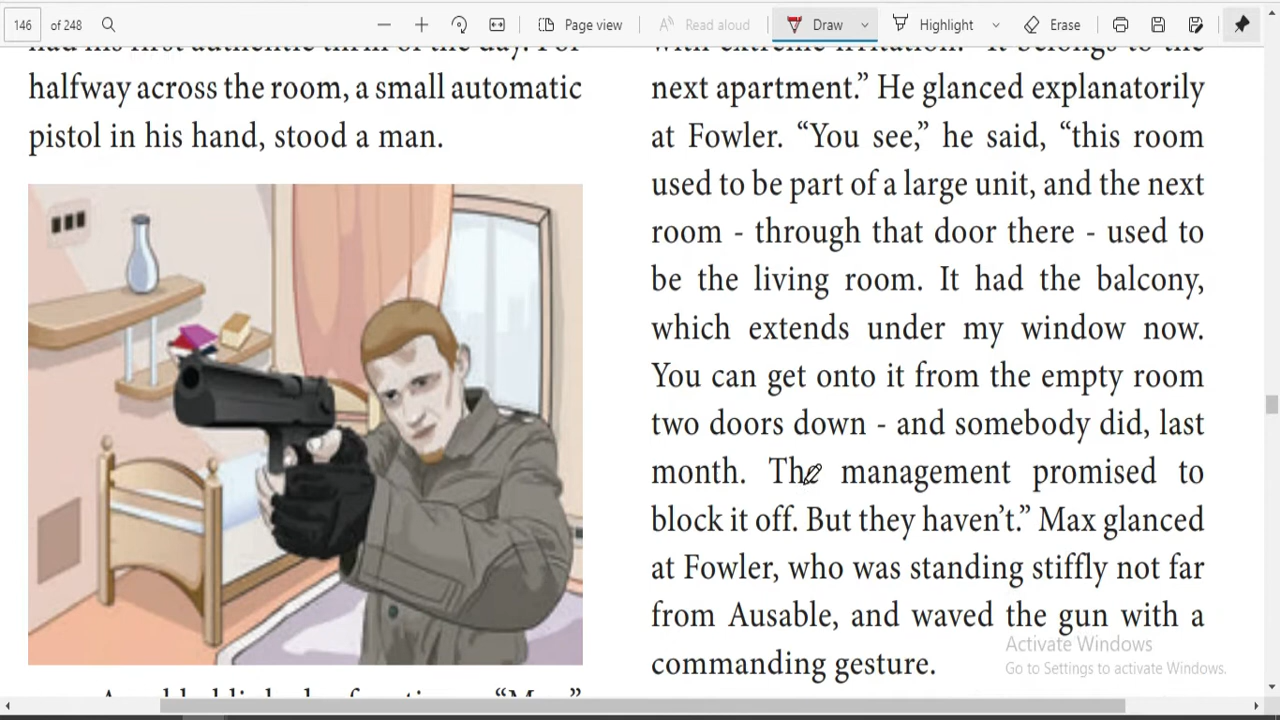 146 of 248 Page view Read aloud Draw Highlight Erase
halfway across the room, a small automatic
pistol in his hand, stood a man.
next apartment.” He glanced explanatorily
at Fowler. “You see,” he said, “this room
used to be part of a large unit, and the next
room - through that door there - used to
be the living room. It had the balcony,
which extends under my window now.
You can get onto it from the empty room
two doors down - and somebody did, last
month. The management promised to
block it off. But they haven’t.” Max glanced
at Fowler, who was standing stiffly not far
from Ausable, and waved the gun with a
commanding gesture.
Activate Windows
Go to Settings to activate Windows.